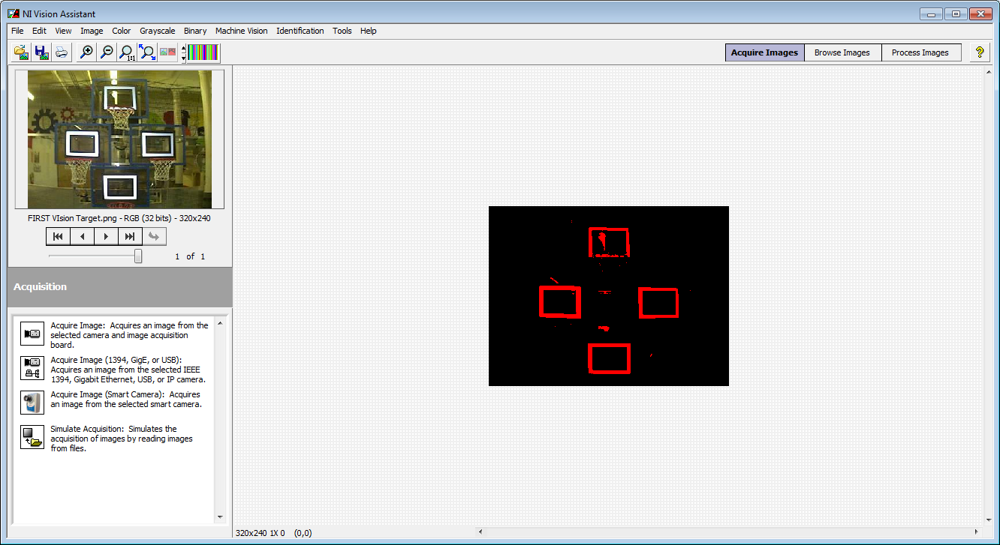 NI Vision Assistant
File Edit View Image Color Grayscale Binary Machine Vision Identification Tools Help
1:1
Acquire Images Browse Images Process Images ?
FIRST VIsion Target.png - RGB (32 bits) - 320x240
1 of 1
Acquisition
Acquire Image: Acquires an image from the
selected camera and image acquisition
board.
Acquire Image (1394, GigE, or USB):
Acquires an image from the selected IEEE
1394, Gigabit Ethernet, USB, or IP camera.
Acquire Image (Smart Camera): Acquires
an image from the selected smart camera.
Simulate Acquisition: Simulates the
acquisition of images by reading images
from files.
320x240 1X 0 (0,0)